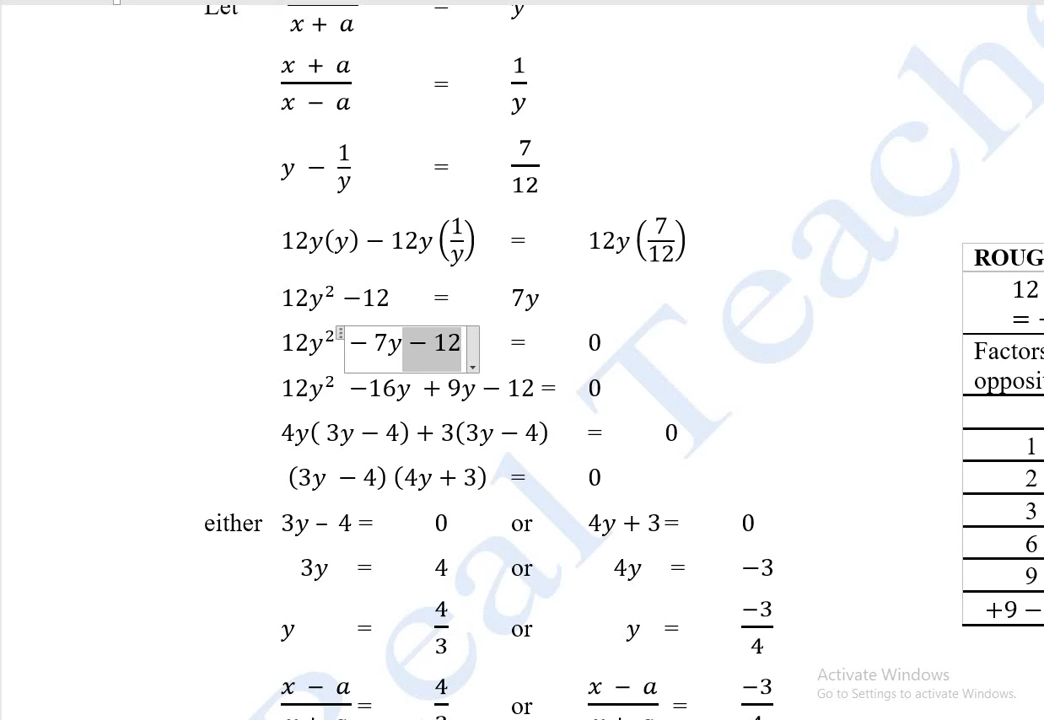 Let x + a = y
x + a / x − a = 1/y
y − 1/y = 7/12
12y(y) − 12y(1/y) = 12y(7/12)
12y² −12 = 7y
12y² − 7y − 12 = 0
12y² −16y + 9y − 12 = 0
4y( 3y − 4) + 3(3y − 4) = 0
(3y − 4) (4y + 3) = 0
either 3y − 4 = 0 or 4y + 3 = 0
3y = 4 or 4y = −3
y = 4/3 or y = −3/4
x − a = 4 or x − a = −3
ROUG
12
= -
Factors
opposi
1
2
3
6
9
+9 −
Real Teache
Activate Windows
Go to Settings to activate Windows.